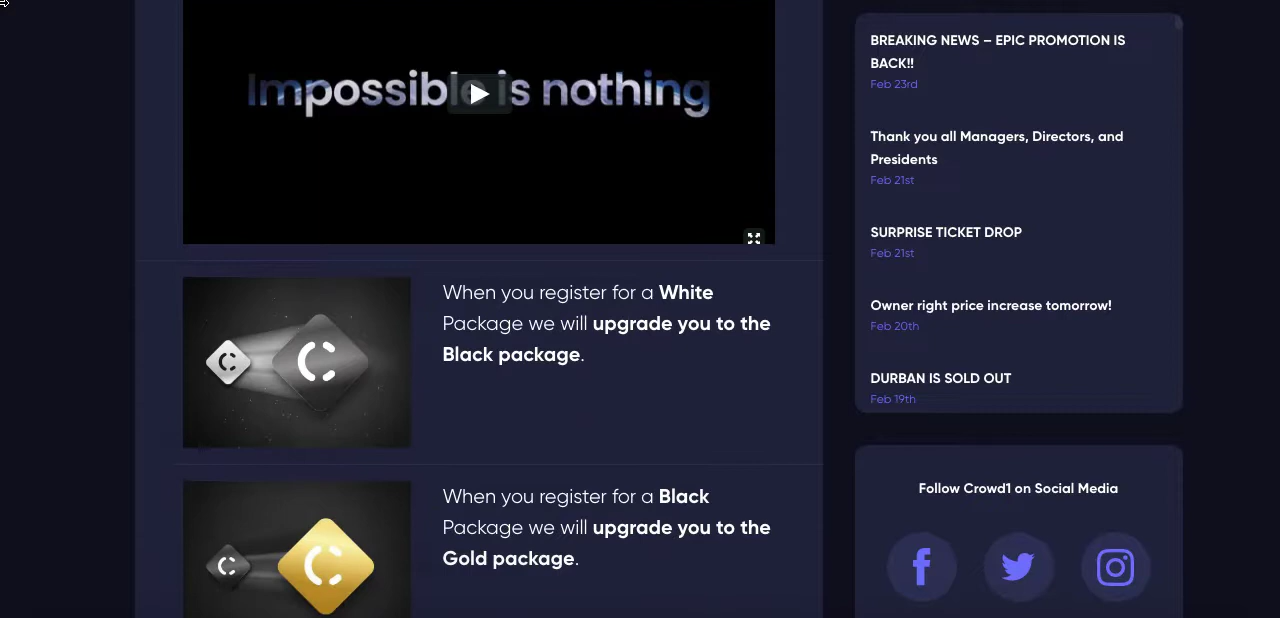 Impossible is nothing
When you register for a White
Package we will upgrade you to the
Black package.
When you register for a Black
Package we will upgrade you to the
Gold package.
BREAKING NEWS – EPIC PROMOTION IS
BACK!!
Feb 23rd
Thank you all Managers, Directors, and
Presidents
Feb 21st
SURPRISE TICKET DROP
Feb 21st
Owner right price increase tomorrow!
Feb 20th
DURBAN IS SOLD OUT
Feb 19th
Follow Crowd1 on Social Media